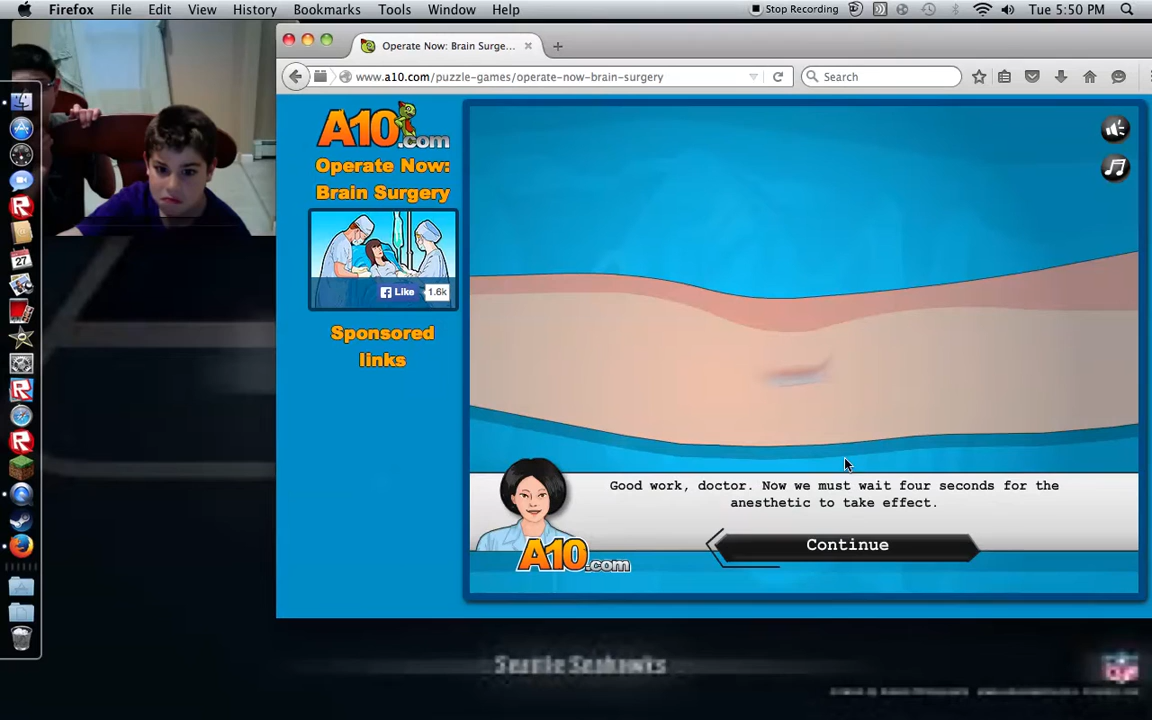 Firefox File Edit View History Bookmarks Tools Window Help Stop Recording Tue 5:50 PM
Operate Now: Brain Surge...
www.a10.com/puzzle-games/operate-now-brain-surgery Search
A10.com
Operate Now:
Brain Surgery
Like 1.6k
Sponsored
links
27
Good work, doctor. Now we must wait four seconds for the
anesthetic to take effect.
Continue
A10.com
Seattle Seahawks